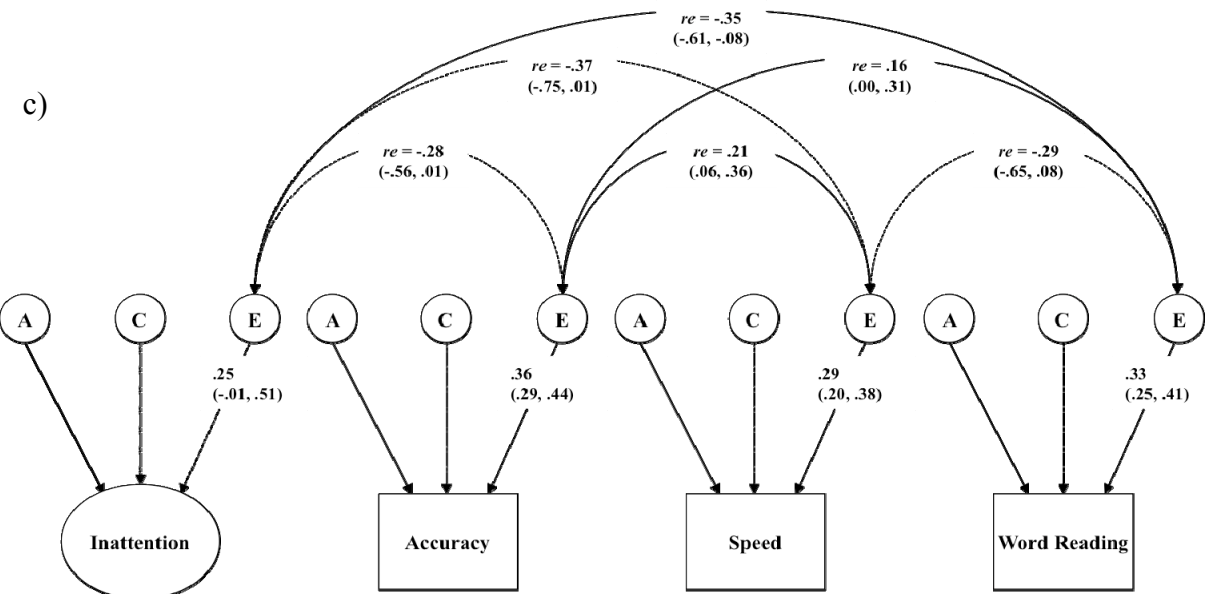 re = -.35
(-.61, -.08)
re = -.37
(-.75, .01)
re = .16
(.00, .31)
c)
re = -.28
(-.56, .01)
re = .21
(.06, .36)
re = -.29
(-.65, .08)
A C E A C E A C E A C E
.25
(-.01, .51)
.36
(.29, .44)
.29
(.20, .38)
.33
(.25, .41)
Inattention
Accuracy
Speed
Word Reading